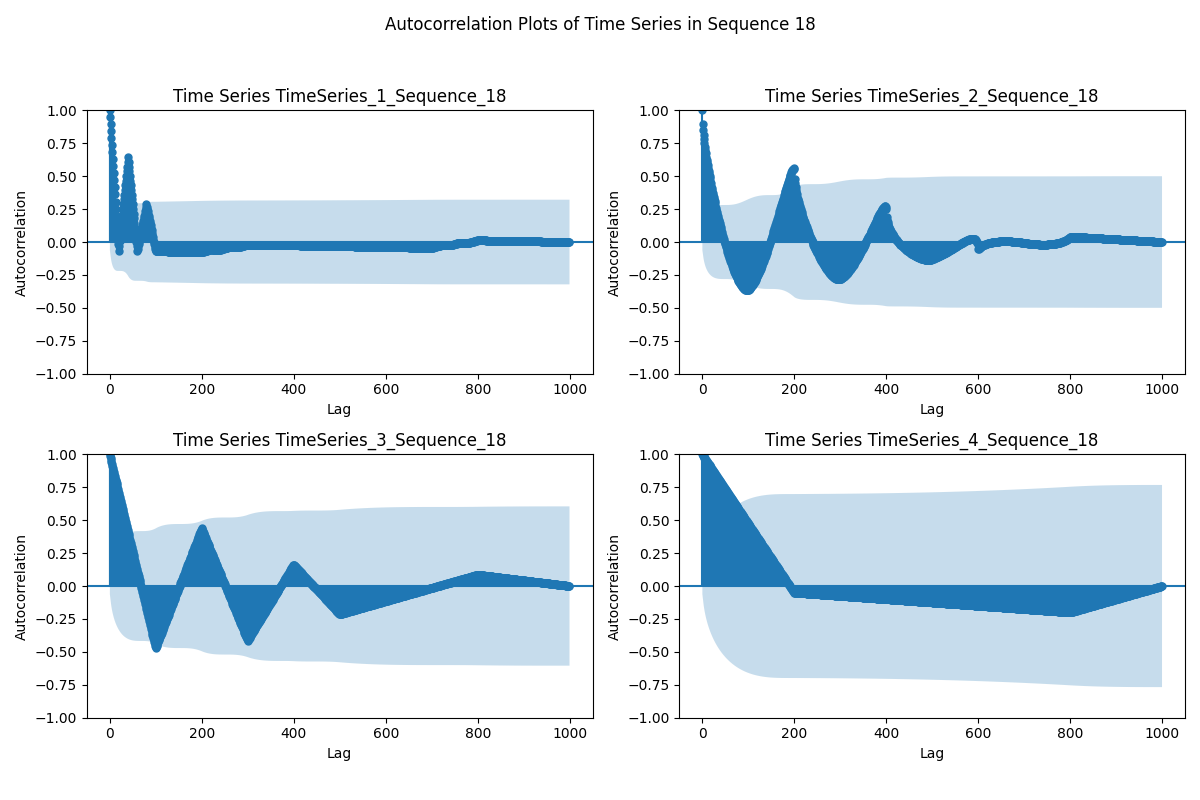 Autocorrelation Plots of Time Series in Sequence 18
Time Series TimeSeries_1_Sequence_18
Autocorrelation
1.00
0.75
0.50
0.25
0.00
−0.25
−0.50
−0.75
−1.00
0 200 400 600 800 1000
Lag
Time Series TimeSeries_2_Sequence_18
Autocorrelation
1.00
0.75
0.50
0.25
0.00
−0.25
−0.50
−0.75
−1.00
0 200 400 600 800 1000
Lag
Time Series TimeSeries_3_Sequence_18
Autocorrelation
1.00
0.75
0.50
0.25
0.00
−0.25
−0.50
−0.75
−1.00
0 200 400 600 800 1000
Lag
Time Series TimeSeries_4_Sequence_18
Autocorrelation
1.00
0.75
0.50
0.25
0.00
−0.25
−0.50
−0.75
−1.00
0 200 400 600 800 1000
Lag